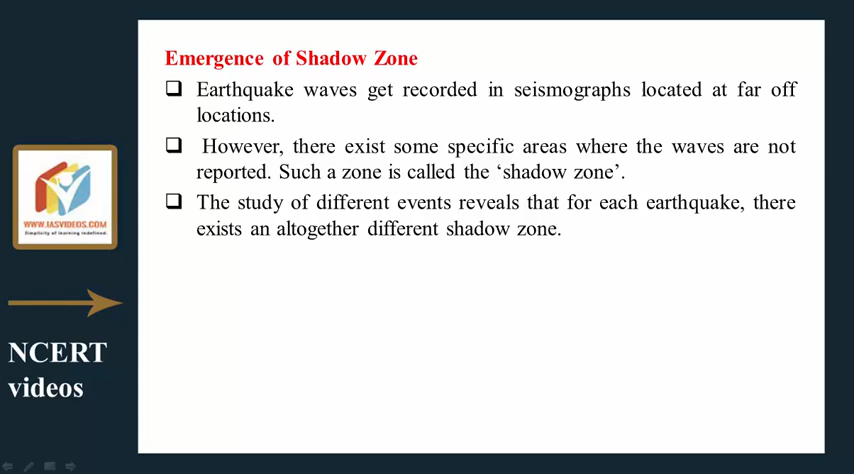 Emergence of Shadow Zone
❑ Earthquake waves get recorded in seismographs located at far off
locations.
❑ However, there exist some specific areas where the waves are not
reported. Such a zone is called the ‘shadow zone’.
❑ The study of different events reveals that for each earthquake, there
exists an altogether different shadow zone.
WWW.IASVIDEOS.COM
Simplicity of learning redefined.
NCERT
videos